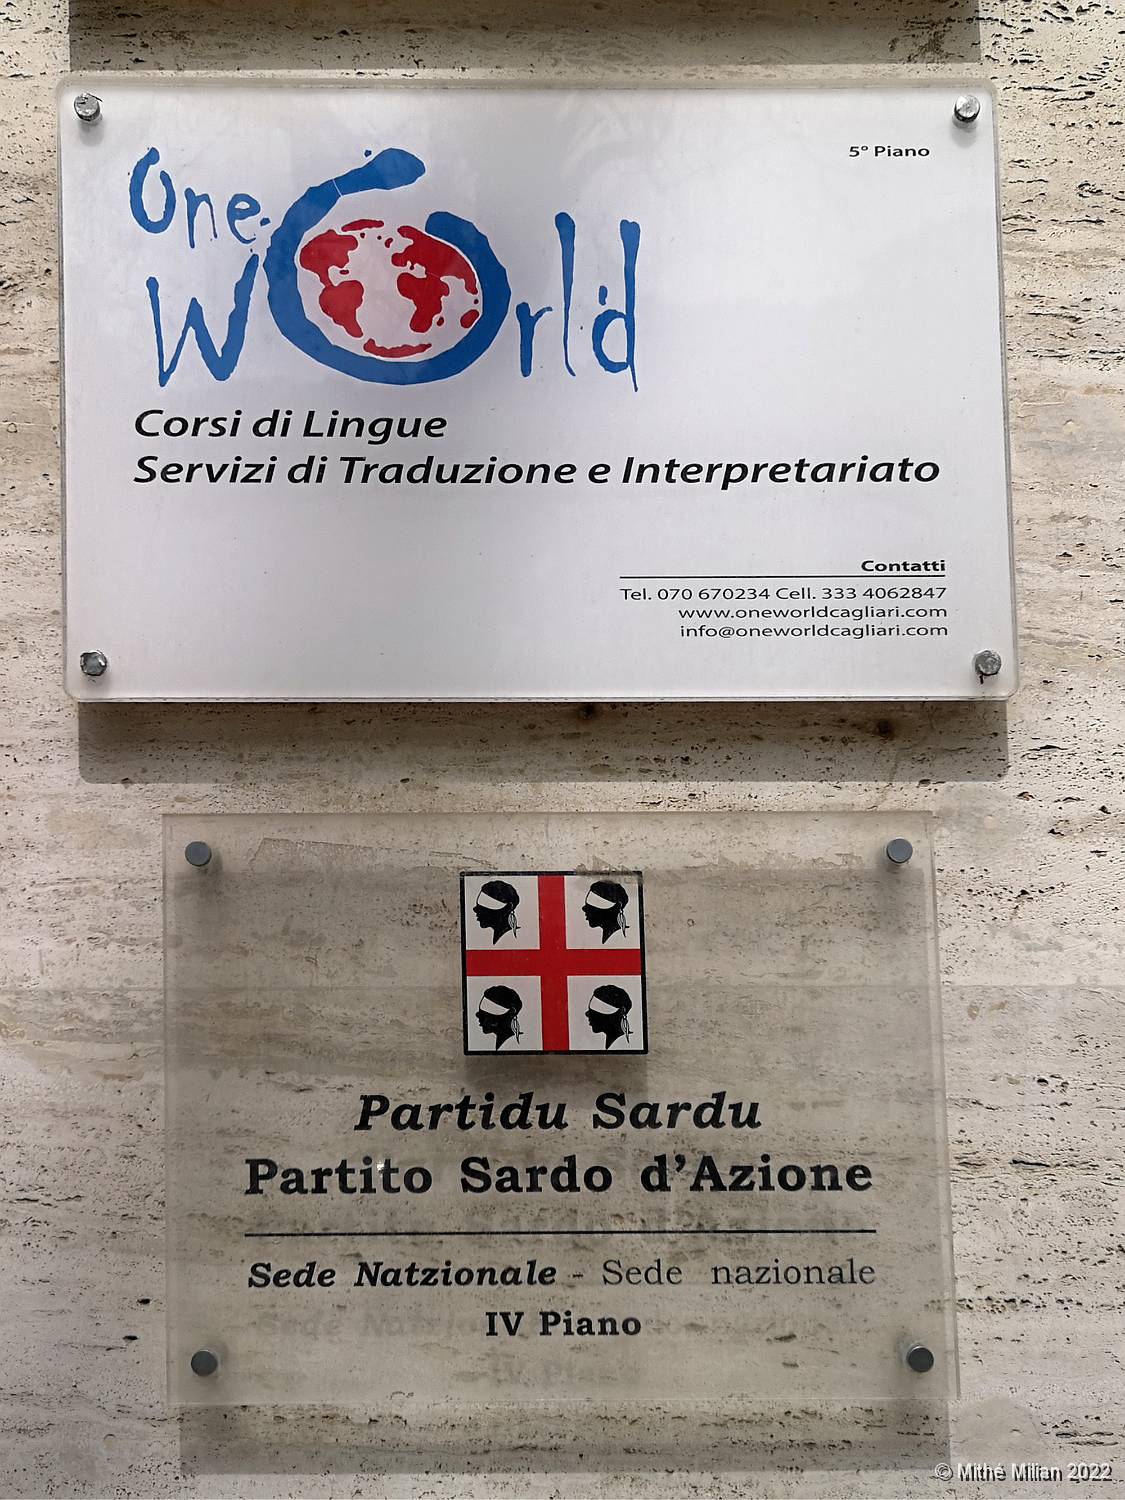 5º Piano
One
World
Corsi di Lingue
Servizi di Traduzione e Interpretariato
Contatti
Tel. 070 670234 Cell. 333 4062847
www.oneworldcagliari.com
info@oneworldcagliari.com
Partidu Sardu
Partito Sardo d'Azione
Sede Natzionale - Sede nazionale
IV Piano
© Mithé Milian 2022